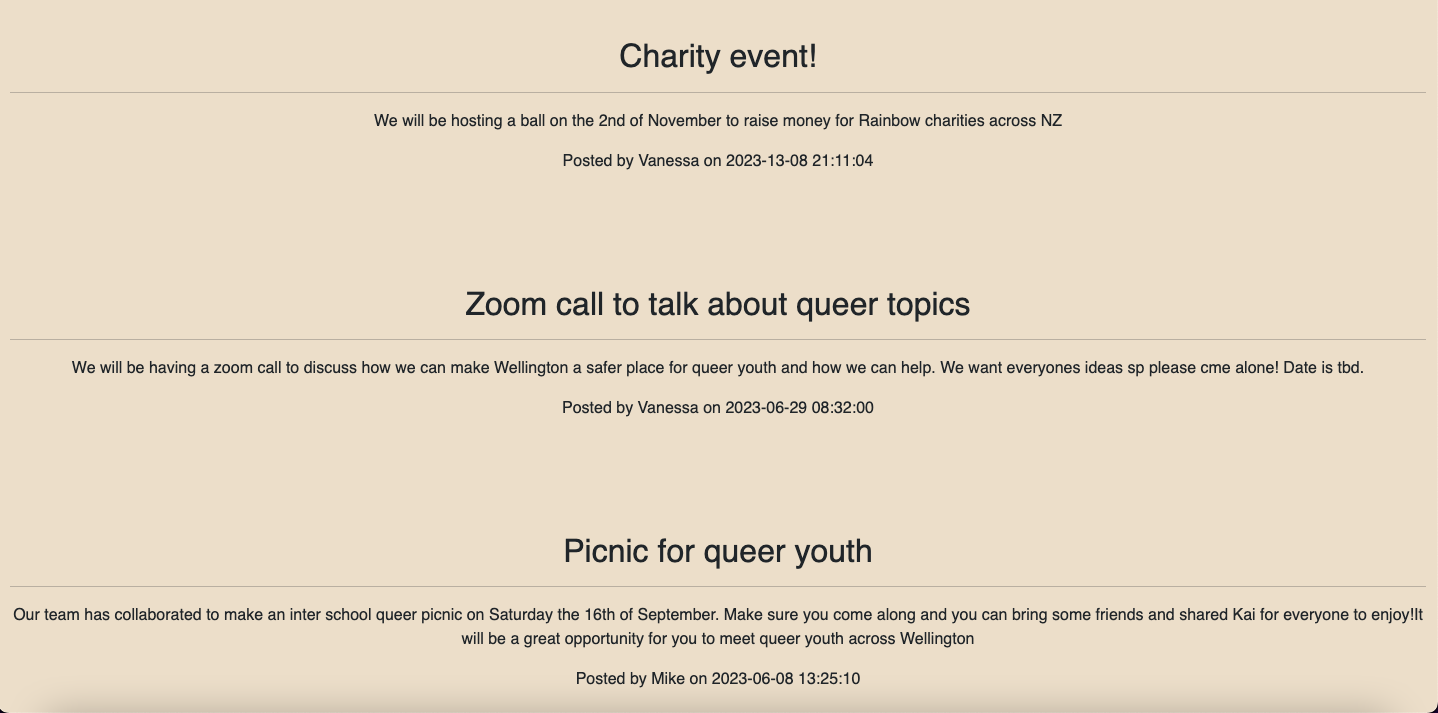 Charity event!
We will be hosting a ball on the 2nd of November to raise money for Rainbow charities across NZ
Posted by Vanessa on 2023-13-08 21:11:04
Zoom call to talk about queer topics
We will be having a zoom call to discuss how we can make Wellington a safer place for queer youth and how we can help. We want everyones ideas sp please cme alone! Date is tbd.
Posted by Vanessa on 2023-06-29 08:32:00
Picnic for queer youth
Our team has collaborated to make an inter school queer picnic on Saturday the 16th of September. Make sure you come along and you can bring some friends and shared Kai for everyone to enjoy!It
will be a great opportunity for you to meet queer youth across Wellington
Posted by Mike on 2023-06-08 13:25:10